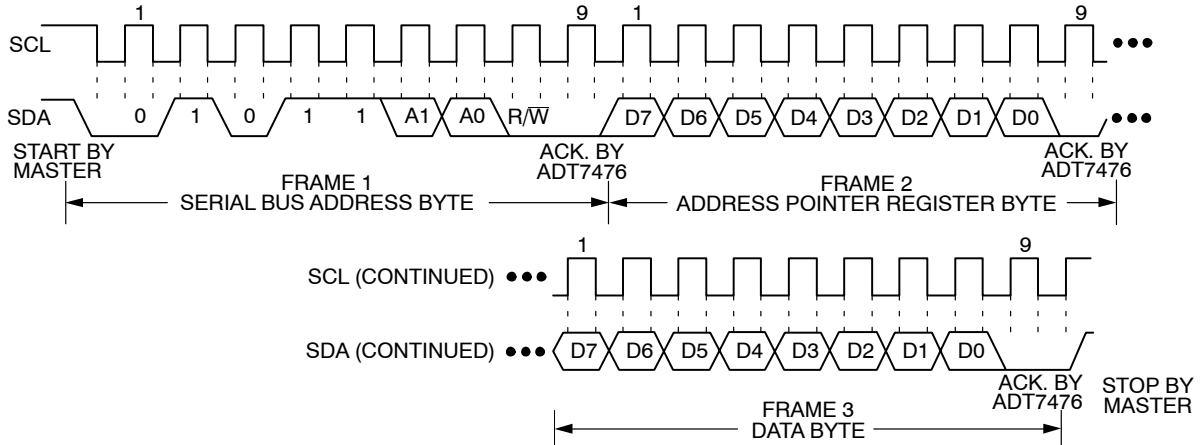 1 9 1 9
SCL
SDA 0 1 0 1 1 A1 A0 R/W̅ D7 D6 D5 D4 D3 D2 D1 D0
START BY
MASTER
ACK. BY
ADT7476
ACK. BY
ADT7476
FRAME 1
SERIAL BUS ADDRESS BYTE
FRAME 2
ADDRESS POINTER REGISTER BYTE
1 9
SCL (CONTINUED)
SDA (CONTINUED) D7 D6 D5 D4 D3 D2 D1 D0
ACK. BY
ADT7476
STOP BY
MASTER
FRAME 3
DATA BYTE